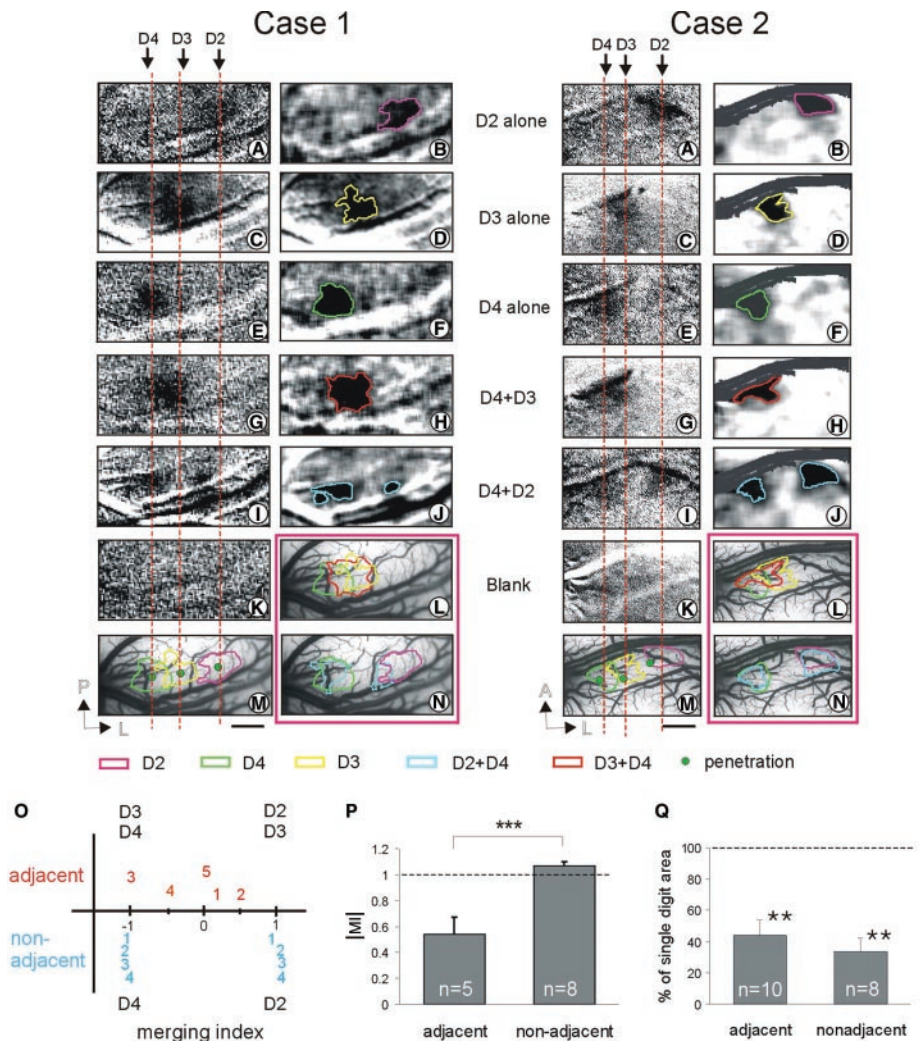 Case 1
Case 2
D4 D3 D2
D4 D3 D2
A B D2 alone A B
C D D3 alone C D
E F D4 alone E F
G H D4+D3 G H
I J D4+D2 I J
K L Blank K L
M N M N
P L
A L
D2 D4 D3 D2+D4 D3+D4 penetration
O
D3 D2
D4 D3
adjacent
3 4 5 1 2
-1 0 1
non-adjacent
1 1
2 2
3 3
4 4
D4 D2
merging index
P
***
|MI|
1.2
1
0.8
0.6
0.4
0.2
0
n=5 n=8
adjacent non-adjacent
Q
% of single digit area
100
80
60
40
20
0
** **
n=10 n=8
adjacent nonadjacent